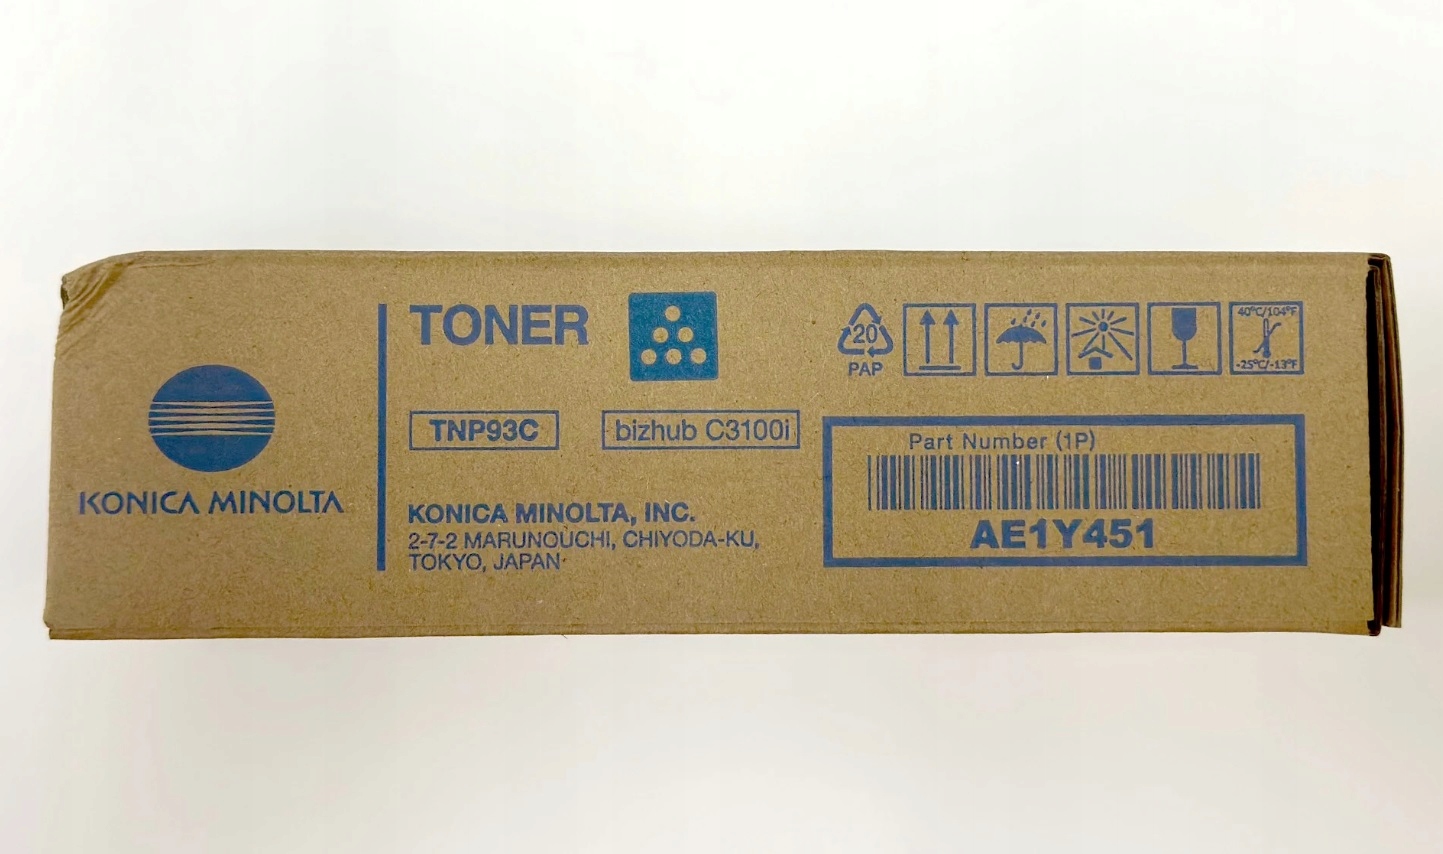 KONICA MINOLTA
TONER
TNP93C
bizhub C3100i
KONICA MINOLTA, INC.
2-7-2 MARUNOUCHI, CHIYODA-KU,
TOKYO, JAPAN
20
PAP
40°C/104°F
-25°C/-13°F
Part Number (1P)
AE1Y451